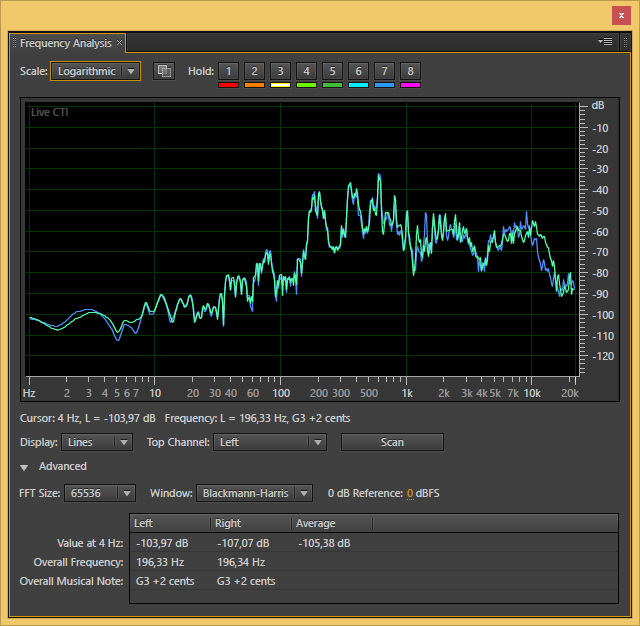 x
Frequency Analysis ×
Scale: Logarithmic Hold: 1 2 3 4 5 6 7 8
Live CTI
dB
-10
-20
-30
-40
-50
-60
-70
-80
-90
-100
-110
-120
Hz 2 3 4 5 6 7 10 20 30 40 60 100 200 300 500 1k 2k 3k 4k 5k 7k 10k 20k
Cursor: 4 Hz, L = -103,97 dB Frequency: L = 196,33 Hz, G3 +2 cents
Display: Lines Top Channel: Left Scan
Advanced
FFT Size: 65536 Window: Blackmann-Harris 0 dB Reference: 0 dBFS
Left Right Average
Value at 4 Hz: -103,97 dB -107,07 dB -105,38 dB
Overall Frequency: 196,33 Hz 196,34 Hz
Overall Musical Note: G3 +2 cents G3 +2 cents